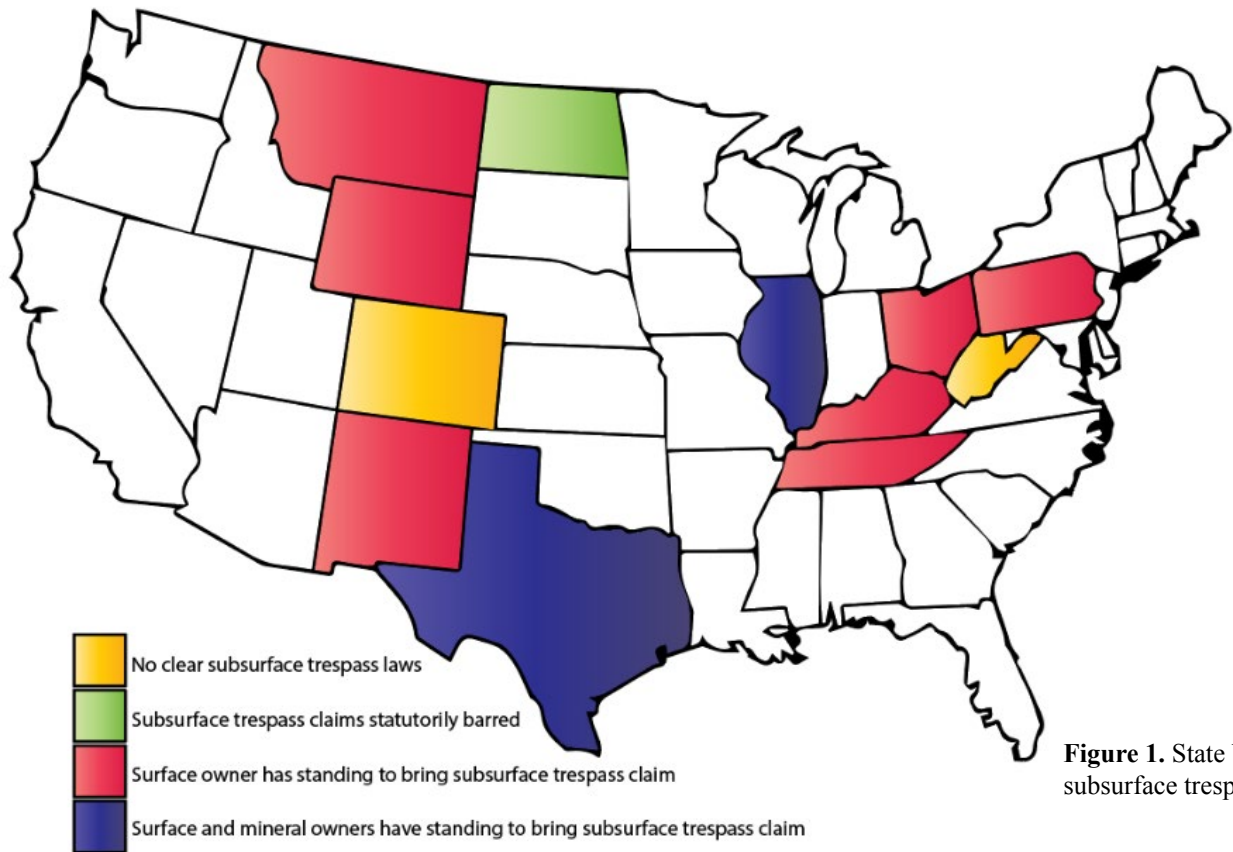 No clear subsurface trespass laws
Subsurface trespass claims statutorily barred
Surface owner has standing to bring subsurface trespass claim
Surface and mineral owners have standing to bring subsurface trespass claim
Figure 1. State
subsurface